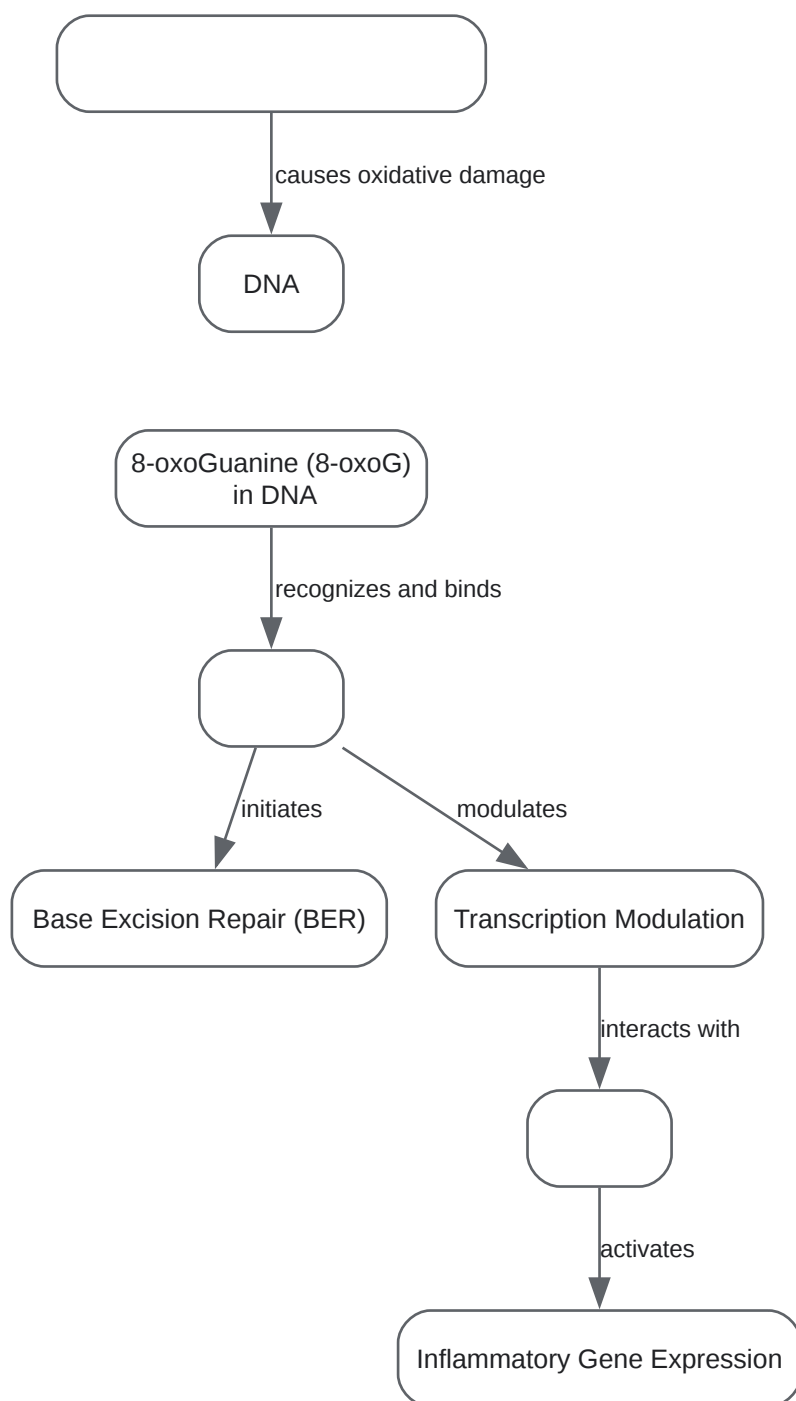 causes oxidative damage
DNA
8-oxoGuanine (8-oxoG)
in DNA
recognizes and binds
initiates
modulates
Base Excision Repair (BER)
Transcription Modulation
interacts with
activates
Inflammatory Gene Expression